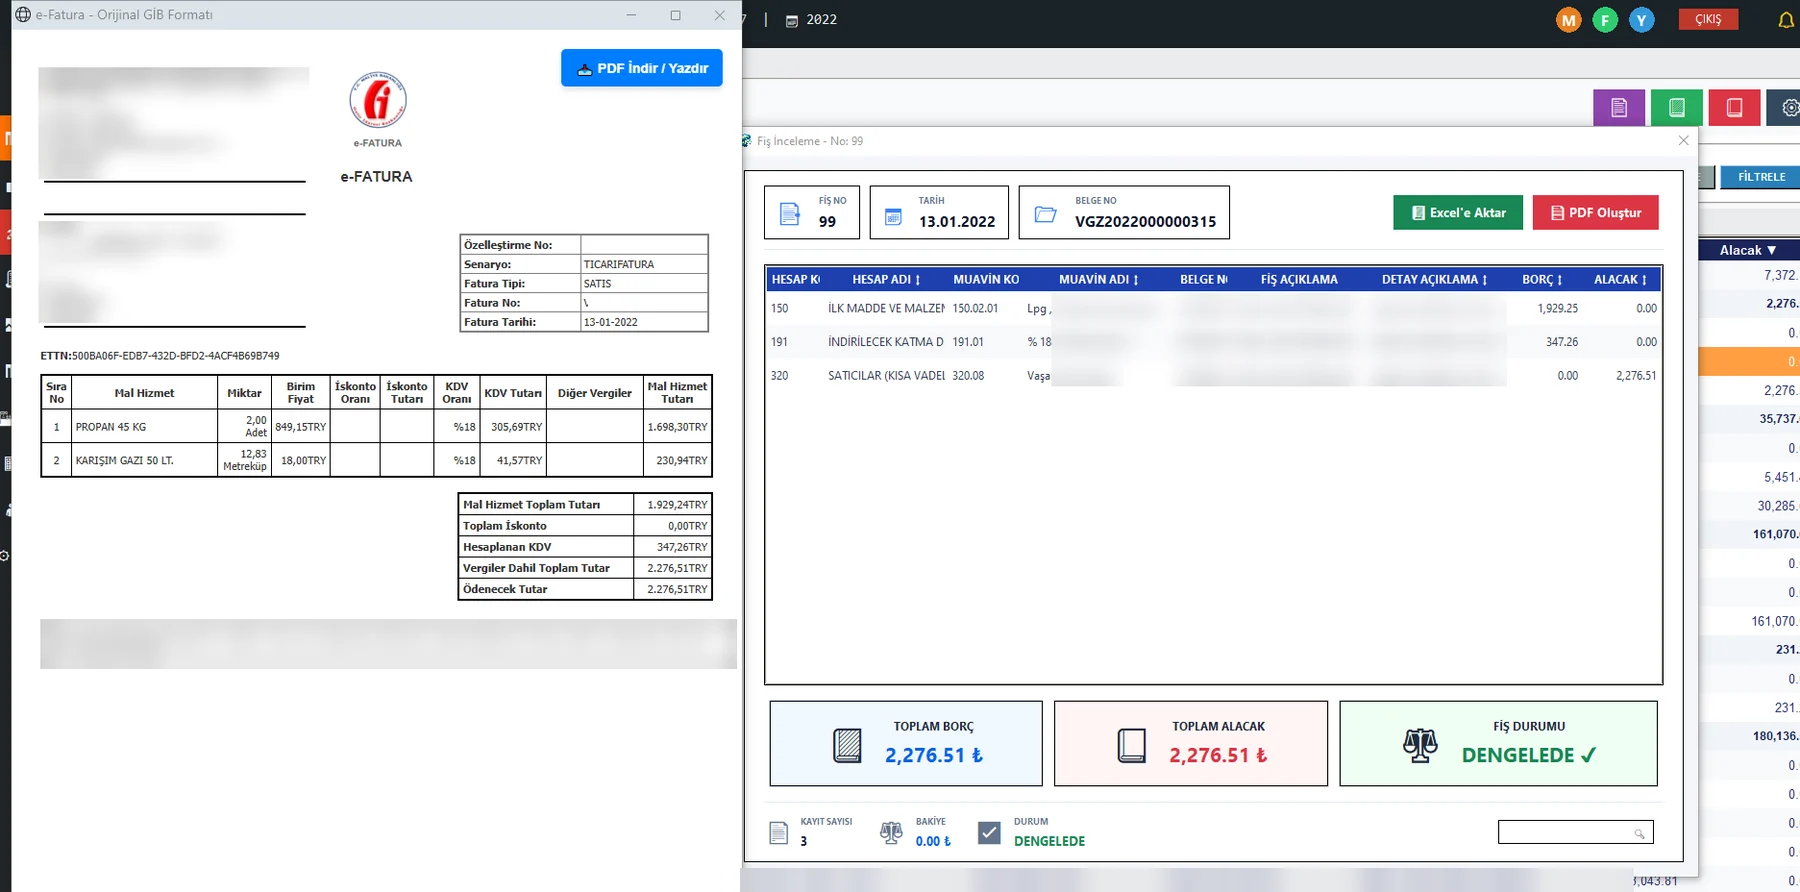 e-Fatura - Orijinal GİB Formatı
PDF İndir / Yazdır
T.C. MALİYE BAKANLIĞI
e-FATURA
e-FATURA
Özelleştirme No:
Senaryo: TICARIFATURA
Fatura Tipi: SATIS
Fatura No: \
Fatura Tarihi: 13-01-2022
ETTN:500BA06F-EDB7-432D-BFD2-4ACF4B69B749
Sıra No Mal Hizmet Miktar Birim Fiyat İskonto Oranı İskonto Tutarı KDV Oranı KDV Tutarı Diğer Vergiler Mal Hizmet Tutarı
1 PROPAN 45 KG 2,00 Adet 849,15TRY %18 305,69TRY 1.698,30TRY
2 KARIŞIM GAZI 50 LT. 12,83 Metreküp 18,00TRY %18 41,57TRY 230,94TRY
Mal Hizmet Toplam Tutarı 1.929,24TRY
Toplam İskonto 0,00TRY
Hesaplanan KDV 347,26TRY
Vergiler Dahil Toplam Tutar 2.276,51TRY
Ödenecek Tutar 2.276,51TRY
7 | 2022
M F Y ÇIKIŞ
Fiş İnceleme - No: 99
FİŞ NO
99
TARİH
13.01.2022
BELGE NO
VGZ2022000000315
Excel'e Aktar
PDF Oluştur
HESAP K HESAP ADI ↕ MUAVİN KO MUAVİN ADI ↕ BELGE N FİŞ AÇIKLAMA DETAY AÇIKLAMA ↕ BORÇ ↕ ALACAK ↕
150 İLK MADDE VE MALZEM 150.02.01 Lpg , 1,929.25 0.00
191 İNDİRİLECEK KATMA D 191.01 % 18 347.26 0.00
320 SATICILAR (KISA VADEL 320.08 Vaşa 0.00 2,276.51
TOPLAM BORÇ
2,276.51 ₺
TOPLAM ALACAK
2,276.51 ₺
FİŞ DURUMU
DENGELEDE ✓
KAYIT SAYISI
3
BAKİYE
0.00 ₺
DURUM
DENGELEDE
FİLTRELE
Alacak ▼
7,372.
2,276.
0.
0.
2,276.
35,737.
0.
5,451.
30,285.
161,070.
0.
0.
161,070.
231.
0.
231.
180,136.
0.
0.
0.
0.
0.
3,043.81